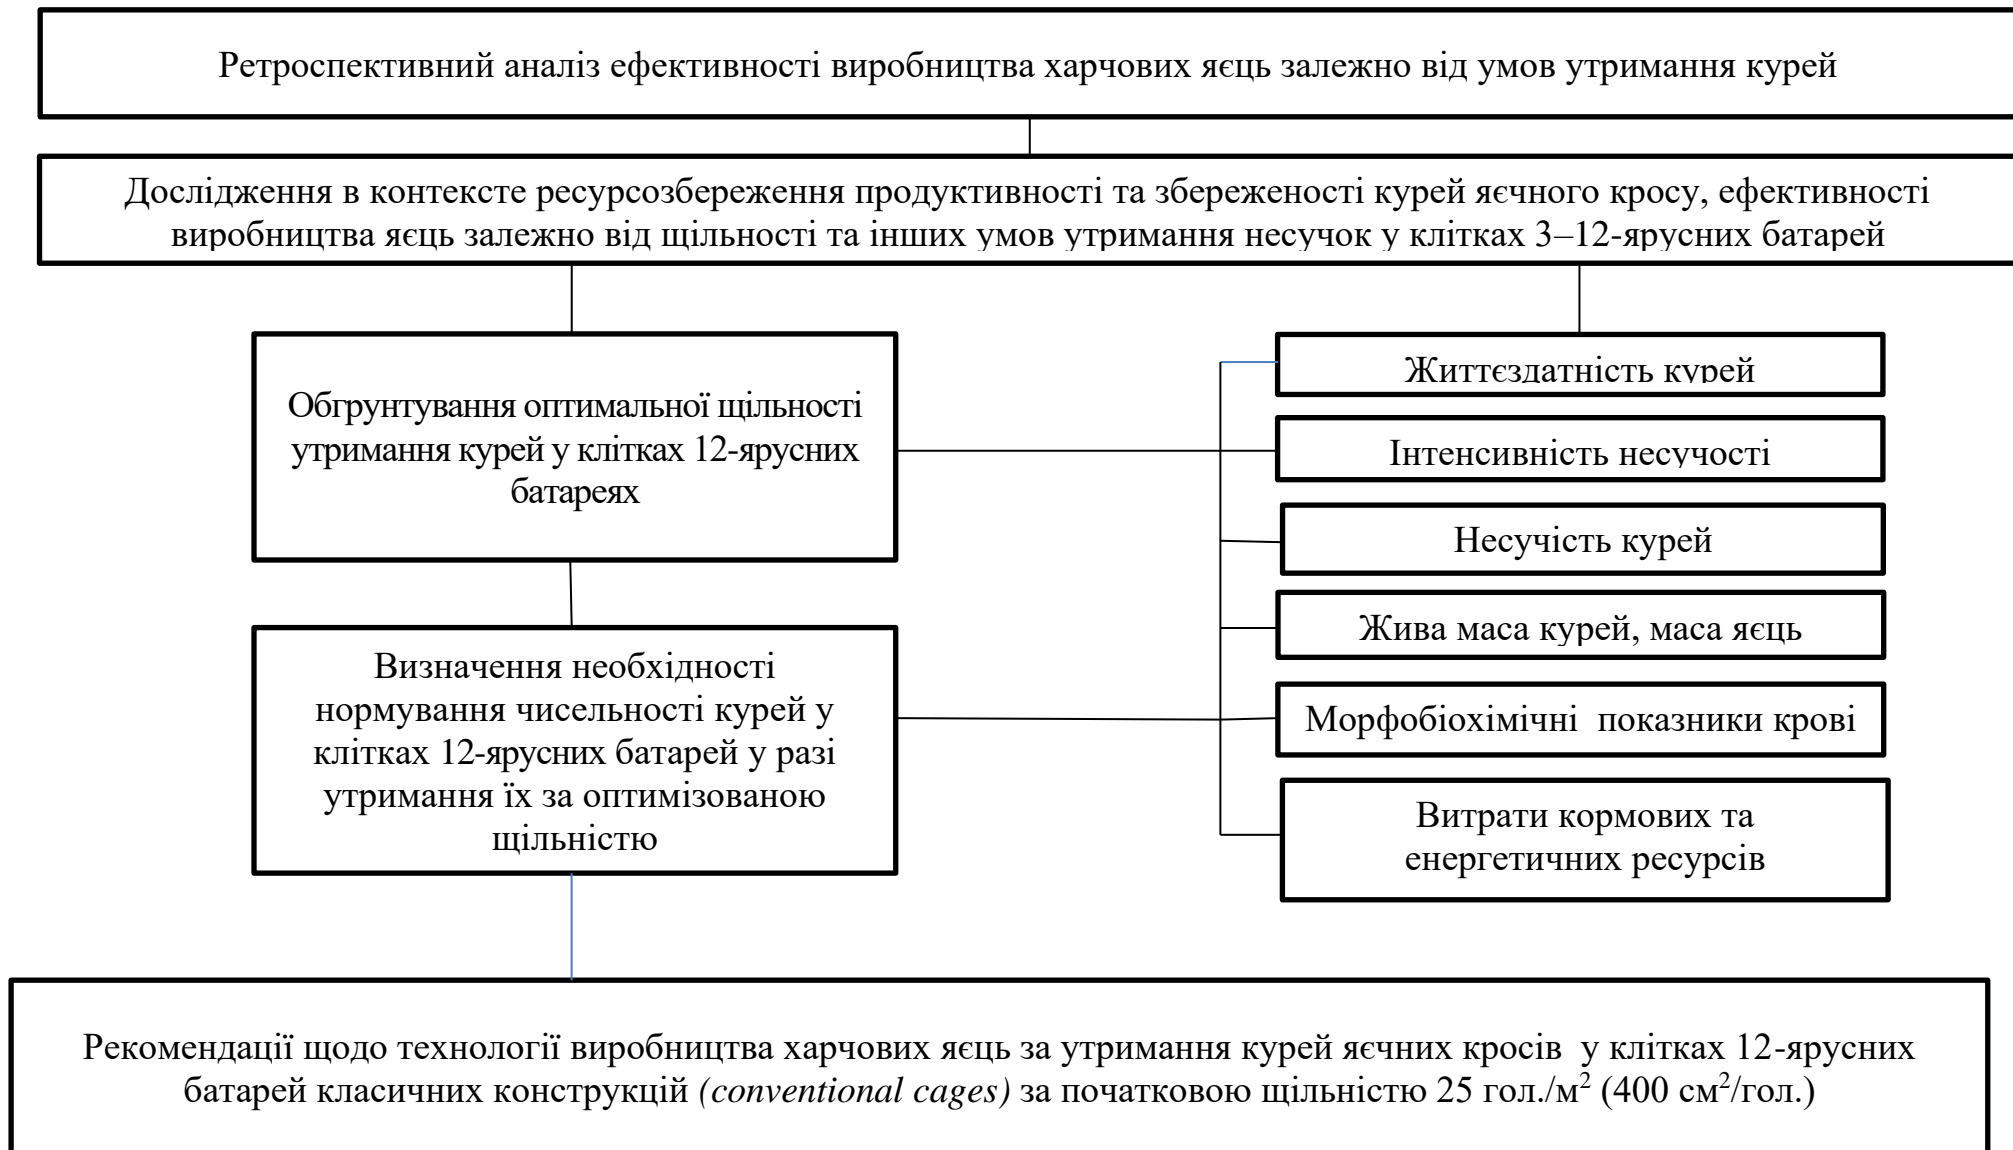 Ретроспективний аналіз ефективності виробництва харчових яєць залежно від умов утримання курей
Дослідження в контексте ресурсозбереження продуктивності та збереженості курей яєчного кросу, ефективності
виробництва яєць залежно від щільності та інших умов утримання несучок у клітках 3–12-ярусних батарей
Обгрунтування оптимальної щільності
утримання курей у клітках 12-ярусних
батареях
Визначення необхідності
нормування чисельності курей у
клітках 12-ярусних батарей у разі
утримання їх за оптимізованою
щільністю
Життєздатність курей
Інтенсивність несучості
Несучість курей
Жива маса курей, маса яєць
Морфобіохімічні показники крові
Витрати кормових та
енергетичних ресурсів
Рекомендації щодо технології виробництва харчових яєць за утримання курей яєчних кросів у клітках 12-ярусних
батарей класичних конструкцій (conventional cages) за початковою щільністю 25 гол./м² (400 см²/гол.)